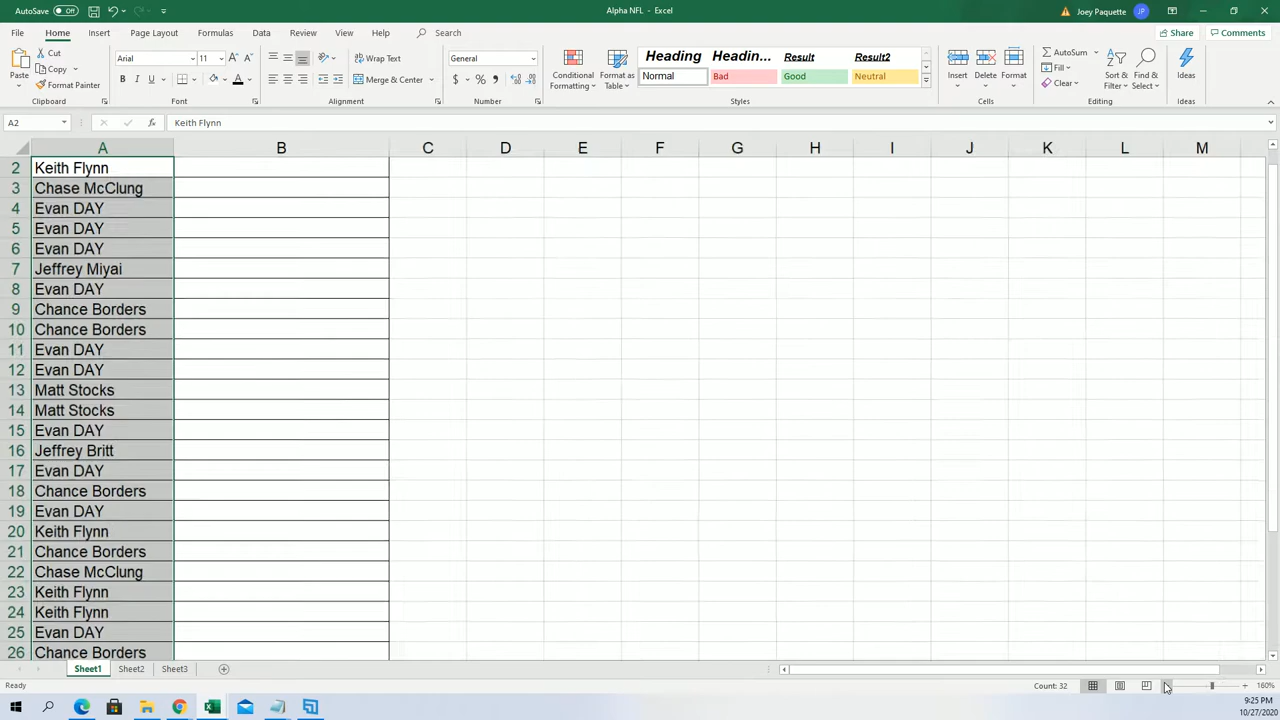 AutoSave Off Alpha NFL - Excel Joey Paquette JP
File Home Insert Page Layout Formulas Data Review View Help Search Share Comments
Cut
Copy
Format Painter
Paste
Clipboard
Arial 11 A A
B I U A
Font
Wrap Text
Merge & Center
Alignment
General
$ % ,
Number
Conditional Formatting
Format as Table
Heading Headin... Result Result2
Normal Bad Good Neutral
Styles
Insert Delete Format
Cells
AutoSum
Fill
Clear
Sort & Filter
Find & Select
Editing
Ideas
Ideas
A2 fx Keith Flynn
A B C D E F G H I J K L M
2 Keith Flynn
3 Chase McClung
4 Evan DAY
5 Evan DAY
6 Evan DAY
7 Jeffrey Miyai
8 Evan DAY
9 Chance Borders
10 Chance Borders
11 Evan DAY
12 Evan DAY
13 Matt Stocks
14 Matt Stocks
15 Evan DAY
16 Jeffrey Britt
17 Evan DAY
18 Chance Borders
19 Evan DAY
20 Keith Flynn
21 Chance Borders
22 Chase McClung
23 Keith Flynn
24 Keith Flynn
25 Evan DAY
26 Chance Borders
Sheet1 Sheet2 Sheet3
Ready Count: 32 160%
9:25 PM
10/27/2020